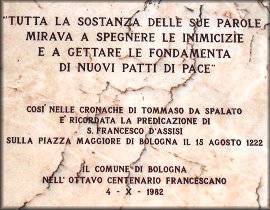 "TUTTA LA SOSTANZA DELLE SUE PAROLE
MIRAVA A SPEGNERE LE INIMICIZIE
E A GETTARE LE FONDAMENTA
DI NUOVI PATTI DI PACE"
COSI' NELLE CRONACHE DI TOMMASO DA SPALATO
E' RICORDATA LA PREDICAZIONE DI
S. FRANCESCO D'ASSISI
SULLA PIAZZA MAGGIORE DI BOLOGNA IL 15 AGOSTO 1222
IL COMUNE DI BOLOGNA
NELL'OTTAVO CENTENARIO FRANCESCANO
4 - X - 1982